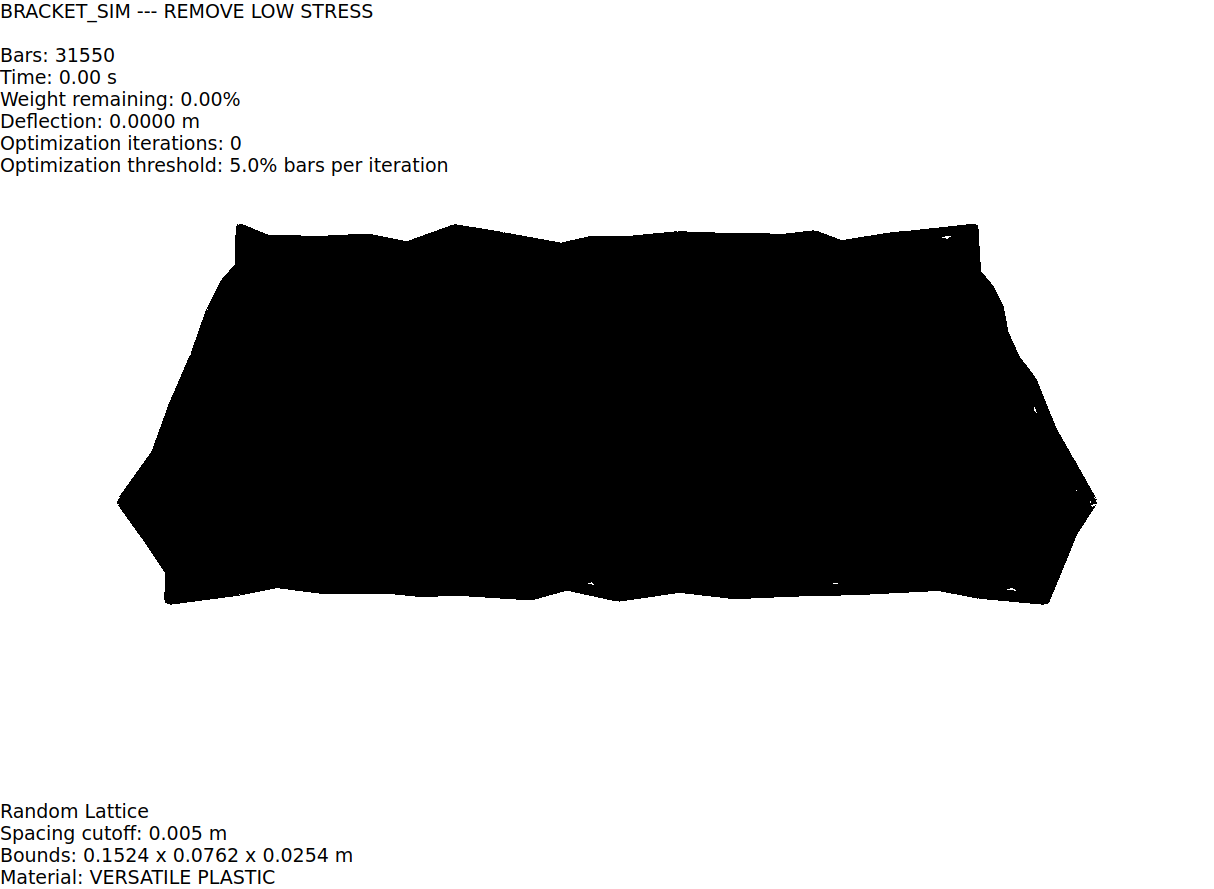 BRACKET_SIM --- REMOVE LOW STRESS
Bars: 31550
Time: 0.00 s
Weight remaining: 0.00%
Deflection: 0.0000 m
Optimization iterations: 0
Optimization threshold: 5.0% bars per iteration
Random Lattice
Spacing cutoff: 0.005 m
Bounds: 0.1524 x 0.0762 x 0.0254 m
Material: VERSATILE PLASTIC